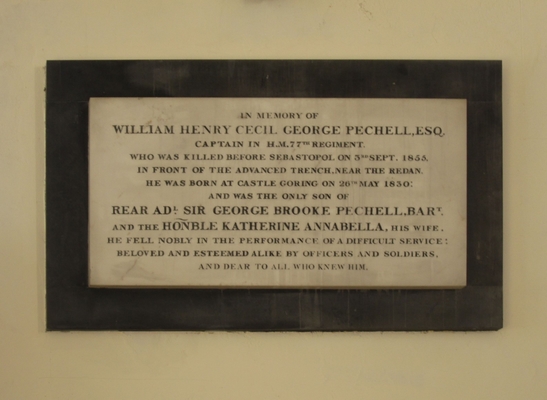 IN MEMORY OF
WILLIAM HENRY CECIL GEORGE PECHELL, ESQ.
CAPTAIN IN H.M. 77TH REGIMENT.
WHO WAS KILLED BEFORE SEBASTOPOL ON 3RD SEPT. 1855,
IN FRONT OF THE ADVANCED TRENCH, NEAR THE REDAN.
HE WAS BORN AT CASTLE GORING ON 26TH MAY 1830:
AND WAS THE ONLY SON OF
REAR ADL. SIR GEORGE BROOKE PECHELL, BART.
AND THE HONBLE KATHERINE ANNABELLA, HIS WIFE,
HE FELL NOBLY IN THE PERFORMANCE OF A DIFFICULT SERVICE:
BELOVED AND ESTEEMED ALIKE BY OFFICERS AND SOLDIERS,
AND DEAR TO ALL WHO KNEW HIM.